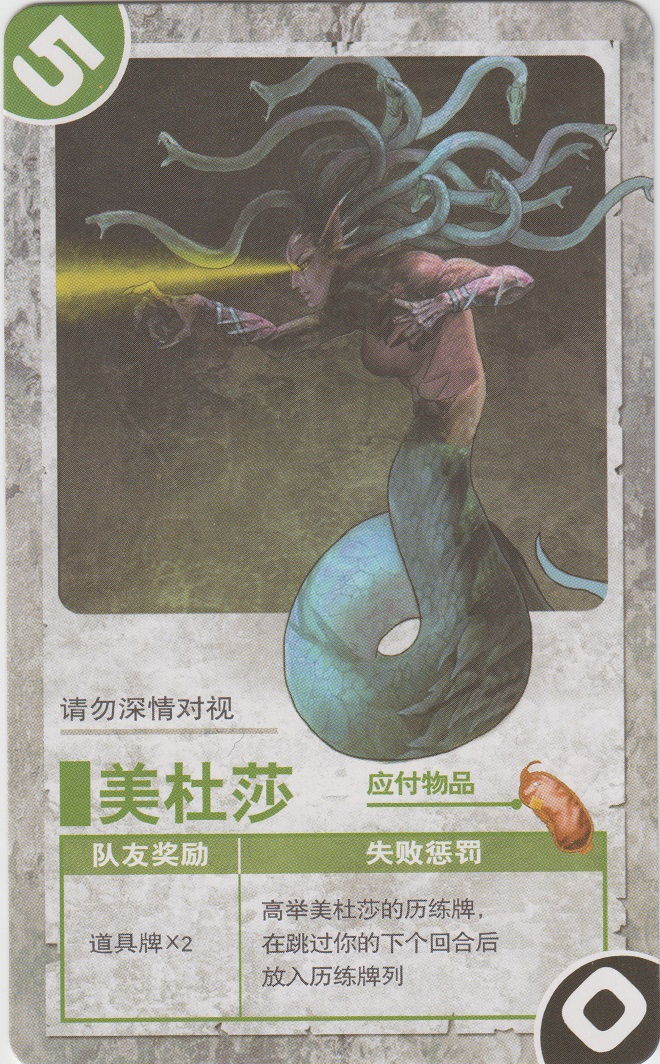 5
请勿深情对视
美杜莎
应付物品
队友奖励
失败惩罚
道具牌×2
高举美杜莎的历练牌，
在跳过你的下个回合后
放入历练牌列
0